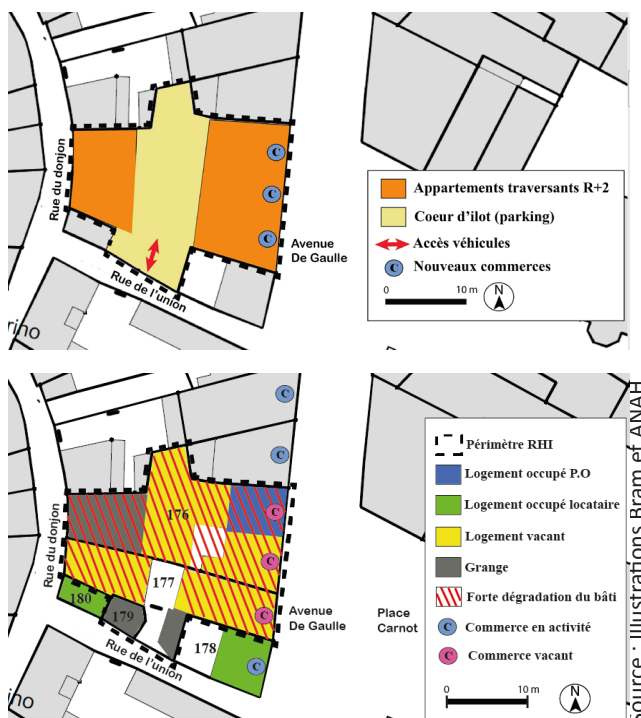 Rue du donjon
C
C
C
Avenue
De Gaulle
Rue de l'union
rino
Appartements traversants R+2
Coeur d'ilot (parking)
Accès véhicules
C Nouveaux commerces
0 10 m
N
C
C
176
C
C
177
C
180
179
178
C
Rue du donjon
Avenue
De Gaulle
Rue de l'union
Place
Carnot
rino
Périmètre RHI
Logement occupé P.O
Logement occupé locataire
Logement vacant
Grange
Forte dégradation du bâti
C Commerce en activité
C Commerce vacant
0 10 m
N
Source : Illustrations Bram et ANAH